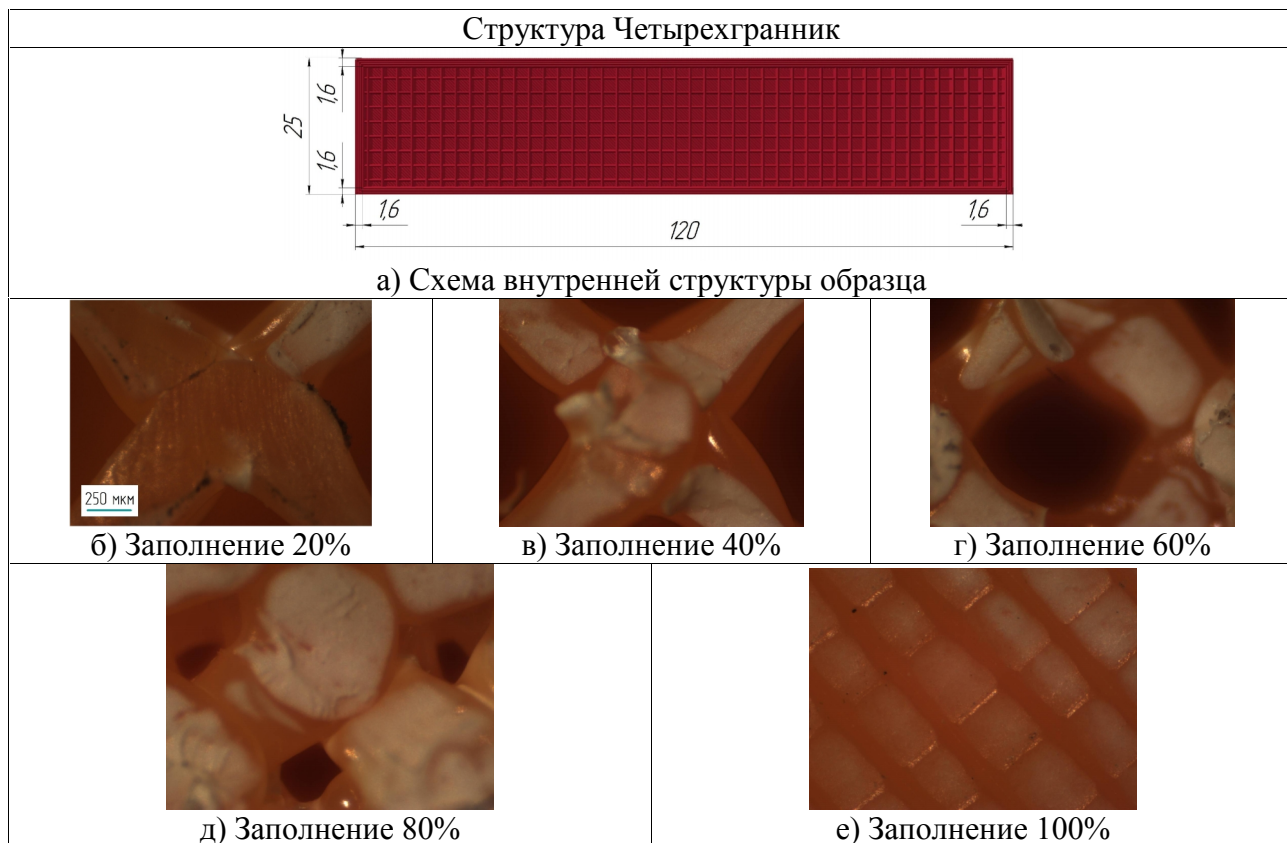 Структура Четырехгранник
25
1,6
1,6
1,6
1,6
120
а) Схема внутренней структуры образца
250 мкм
б) Заполнение 20%
в) Заполнение 40%
г) Заполнение 60%
д) Заполнение 80%
е) Заполнение 100%